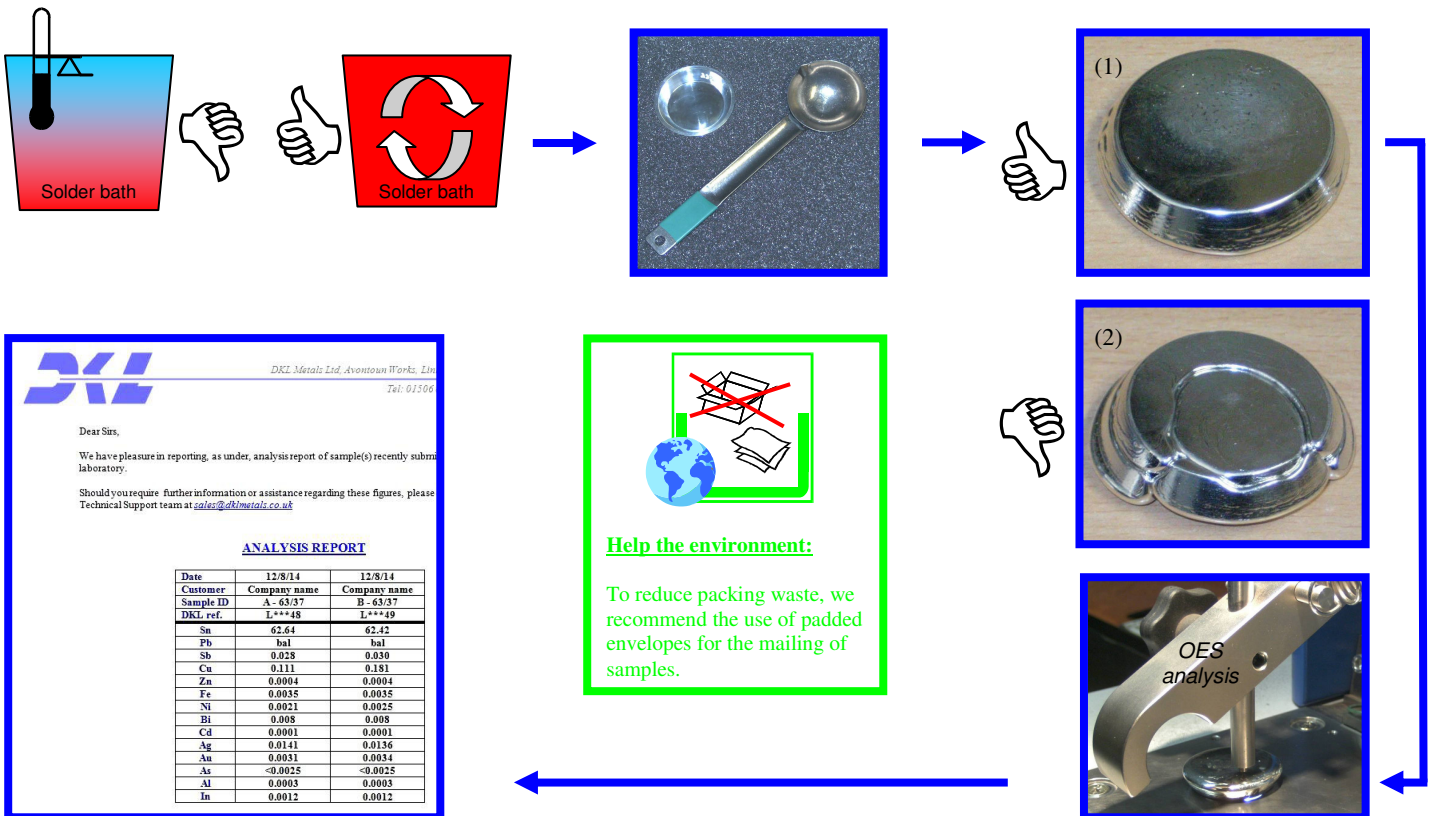 Solder bath
Solder bath
(1)
(2)
DKL
DKL Metals Ltd, Avontoun Works, Lin
Tel: 01506
Dear Sirs,
We have pleasure in reporting, as under, analysis report of sample(s) recently submi
laboratory.
Should you require further information or assistance regarding these figures, please
Technical Support team at sales@dklmetals.co.uk
ANALYSIS REPORT
Date 12/8/14 12/8/14
Customer Company name Company name
Sample ID A - 63/37 B - 63/37
DKL ref. L***48 L***49
Sn 62.64 62.42
Pb bal bal
Sb 0.028 0.030
Cu 0.111 0.181
Zn 0.0004 0.0004
Fe 0.0035 0.0035
Ni 0.0021 0.0025
Bi 0.008 0.008
Cd 0.0001 0.0001
Ag 0.0141 0.0136
Au 0.0031 0.0034
As <0.0025 <0.0025
Al 0.0003 0.0003
In 0.0012 0.0012
Help the environment:
To reduce packing waste, we
recommend the use of padded
envelopes for the mailing of
samples.
OES
analysis